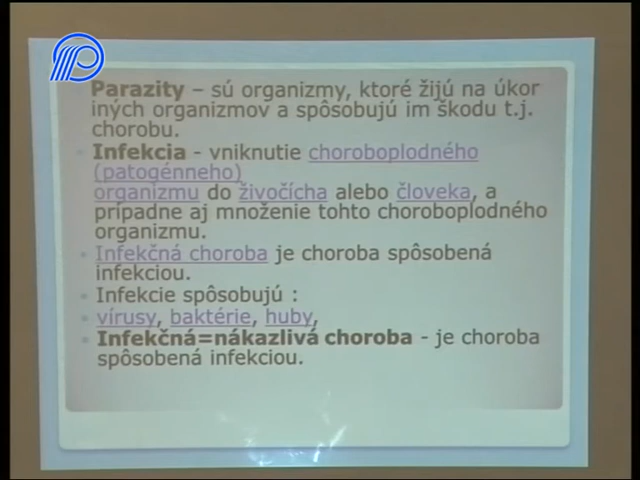 Parazity – sú organizmy, ktoré žijú na úkor
iných organizmov a spôsobujú im škodu t.j.
chorobu.
Infekcia - vniknutie choroboplodného
(patogénneho)
organizmu do živočícha alebo človeka, a
prípadne aj množenie tohto choroboplodného
organizmu.
Infekčná choroba je choroba spôsobená
infekciou.
Infekcie spôsobujú :
vírusy, baktérie, huby,
Infekčná=nákazlivá choroba - je choroba
spôsobená infekciou.